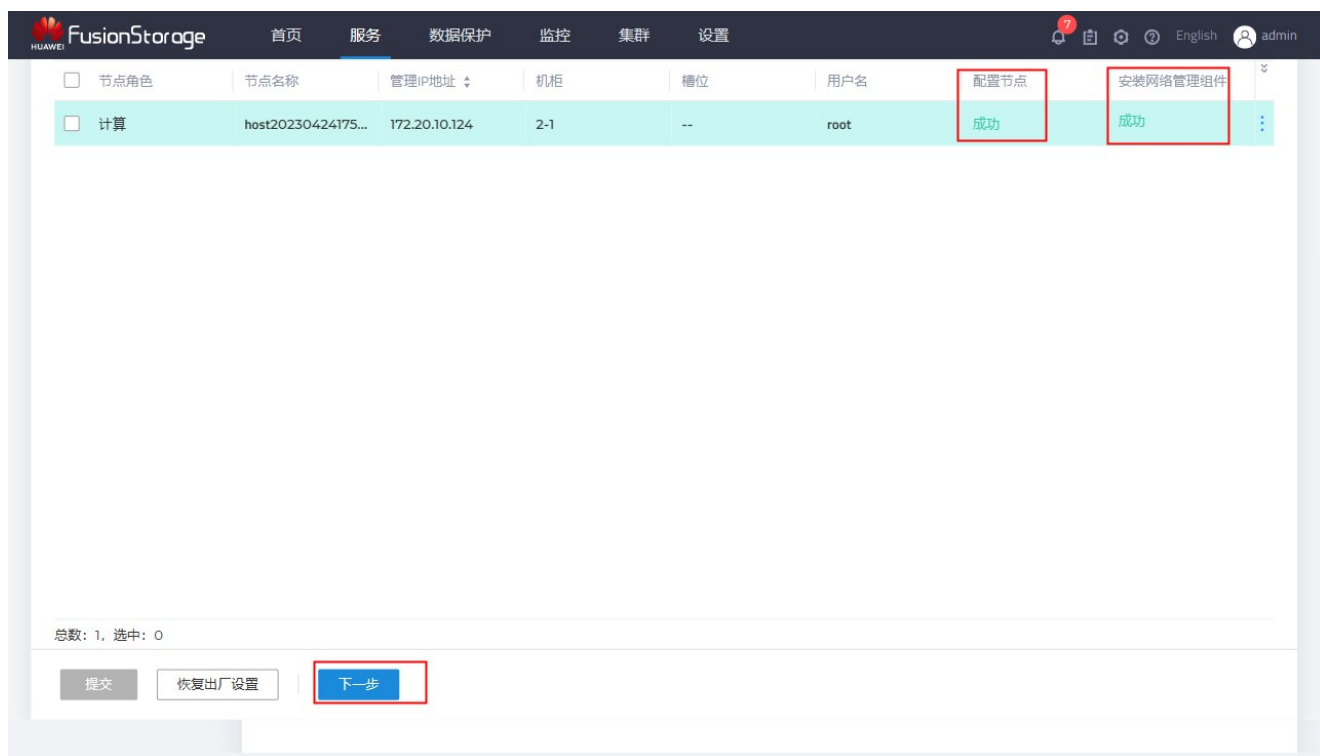 HUAWEI FusionStorage 首页 服务 数据保护 监控 集群 设置 7 English admin
节点角色 节点名称 管理IP地址 机柜 槽位 用户名 配置节点 安装网络管理组件
计算 host20230424175... 172.20.10.124 2-1 -- root 成功 成功
总数: 1, 选中: 0
提交 恢复出厂设置 下一步